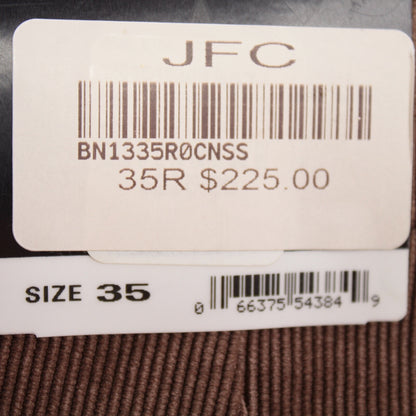 JFC
BN1335R0CNSS
35R $225.00
SIZE 35
0 66375 54384 9